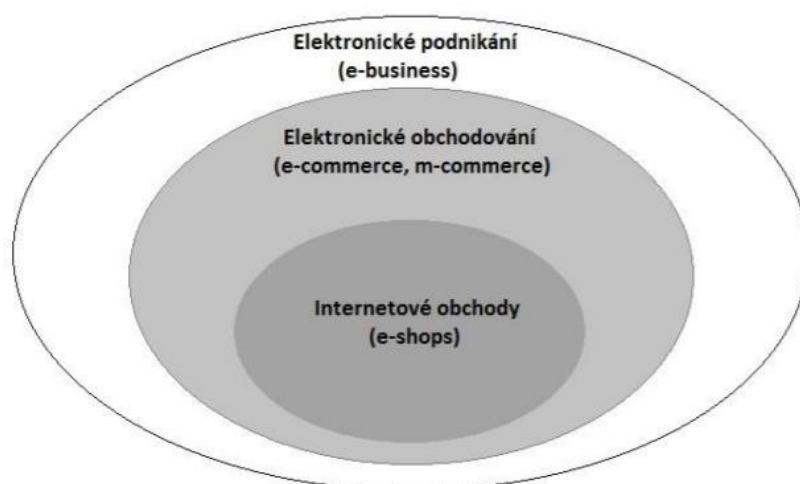 Elektronické podnikání
(e-business)
Elektronické obchodování
(e-commerce, m-commerce)
Internetové obchody
(e-shops)